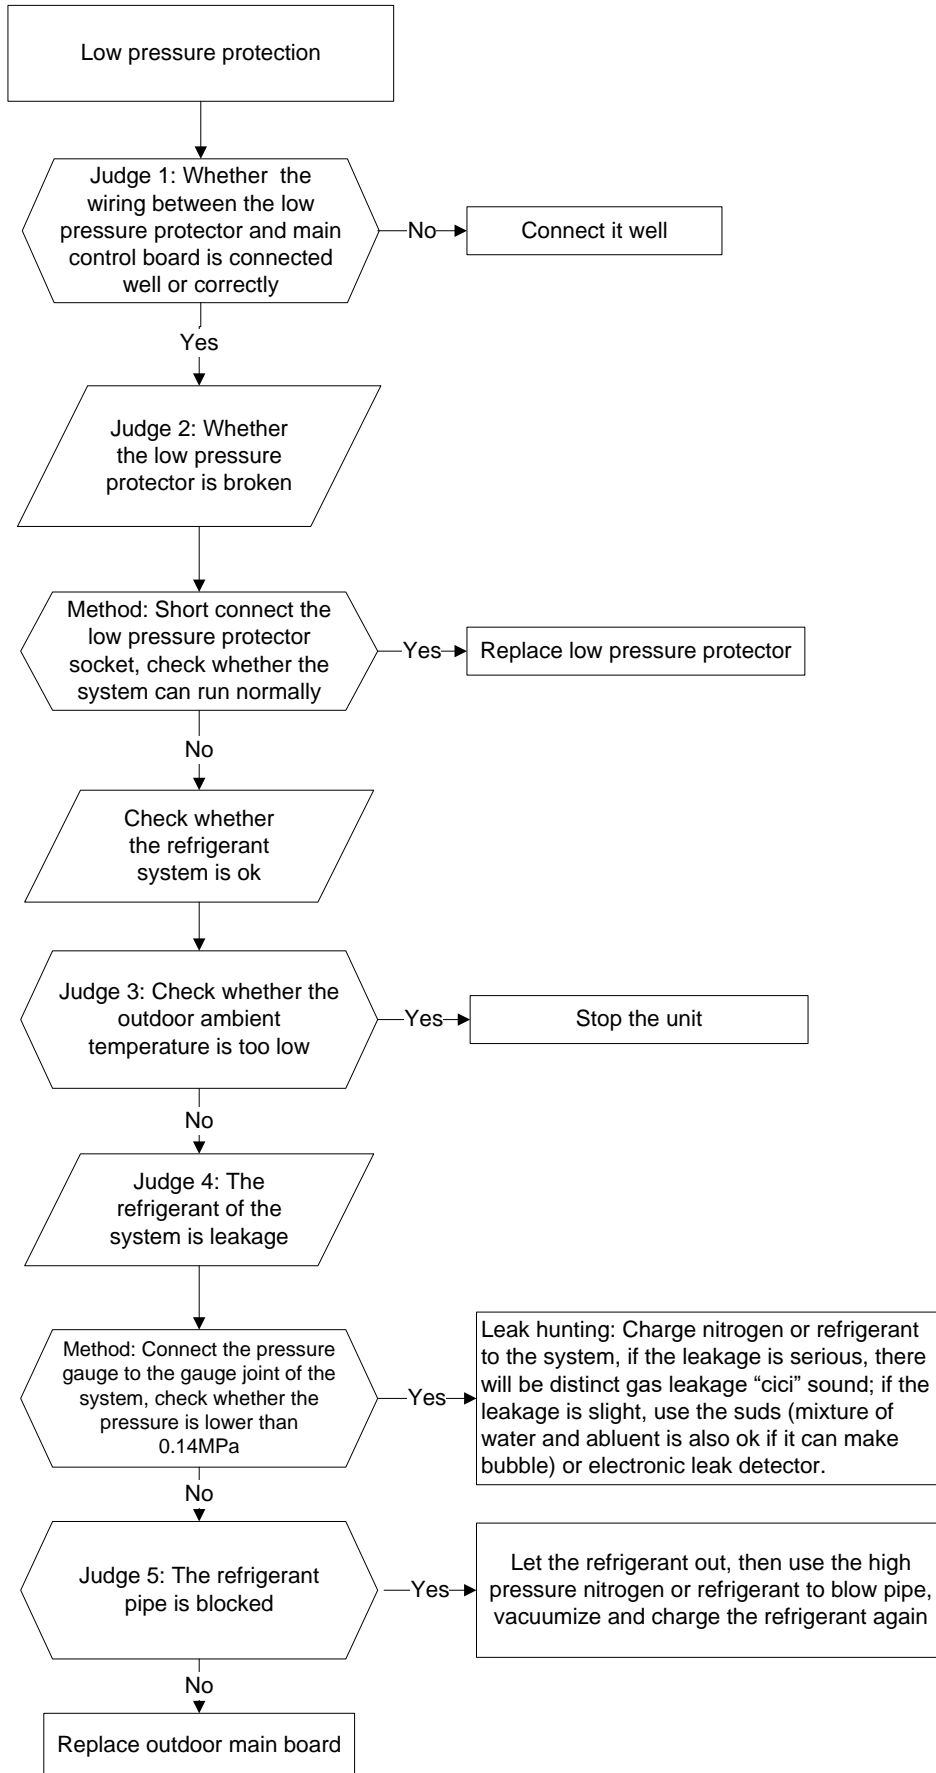 Low pressure protection
Judge 1: Whether the
wiring between the low
pressure protector and main
control board is connected
well or correctly
No
Connect it well
Yes
Judge 2: Whether
the low pressure
protector is broken
Method: Short connect the
low pressure protector
socket, check whether the
system can run normally
Yes
Replace low pressure protector
No
Check whether
the refrigerant
system is ok
Judge 3: Check whether the
outdoor ambient
temperature is too low
Yes
Stop the unit
No
Judge 4: The
refrigerant of the
system is leakage
Method: Connect the pressure
gauge to the gauge joint of the
system, check whether the
pressure is lower than
0.14MPa
Yes
Leak hunting: Charge nitrogen or refrigerant
to the system, if the leakage is serious, there
will be distinct gas leakage “cici” sound; if the
leakage is slight, use the suds (mixture of
water and abluent is also ok if it can make
bubble) or electronic leak detector.
No
Judge 5: The refrigerant
pipe is blocked
Yes
Let the refrigerant out, then use the high
pressure nitrogen or refrigerant to blow pipe,
vacuumize and charge the refrigerant again
No
Replace outdoor main board